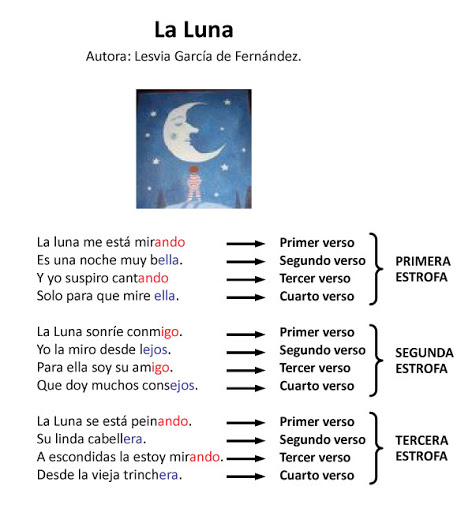 La Luna
Autora: Lesvia García de Fernández.
La luna me está mirando Primer verso
Es una noche muy bella. Segundo verso
Y yo suspiro cantando Tercer verso
Solo para que mire ella. Cuarto verso
PRIMERA
ESTROFA
La Luna sonríe conmigo. Primer verso
Yo la miro desde lejos. Segundo verso
Para ella soy su amigo. Tercer verso
Que doy muchos consejos. Cuarto verso
SEGUNDA
ESTROFA
La Luna se está peinando. Primer verso
Su linda cabellera. Segundo verso
A escondidas la estoy mirando. Tercer verso
Desde la vieja trinchera. Cuarto verso
TERCERA
ESTROFA